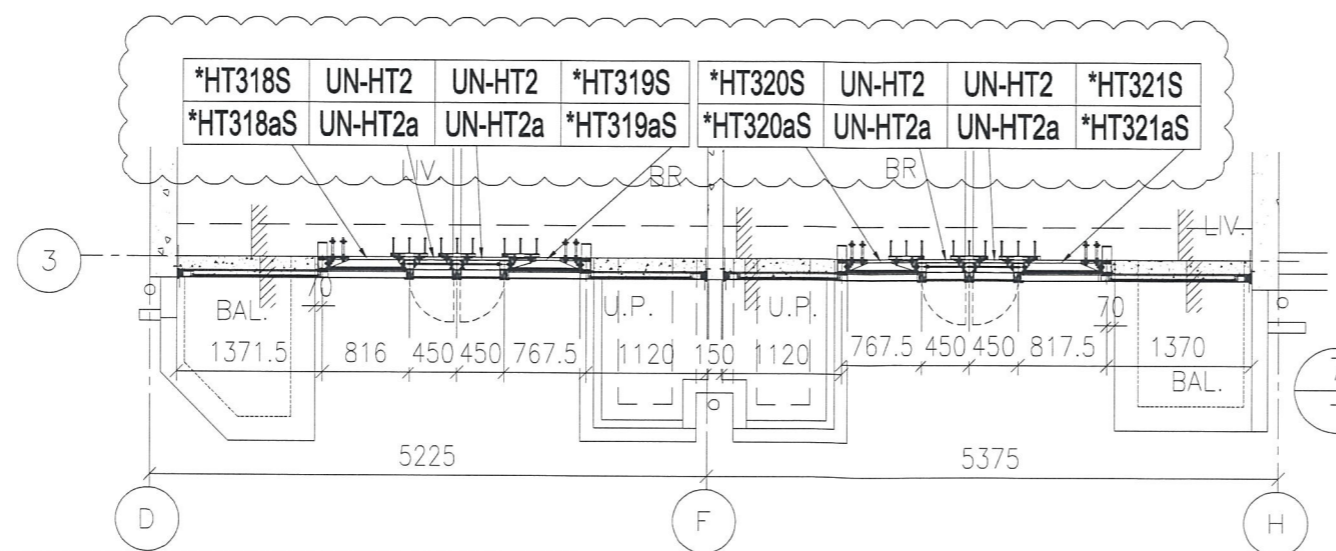 *HT318S UN-HT2 UN-HT2 *HT319S *HT320S UN-HT2 UN-HT2 *HT321S
*HT318aS UN-HT2a UN-HT2a *HT319aS *HT320aS UN-HT2a UN-HT2a *HT321aS
LIV. BR BR
LIV.
3
70 70
BAL. U.P. U.P.
1371.5 816 450 450 767.5 1120 150 1120 767.5 450 450 817.5 1370
BAL.
5225 5375
D F H